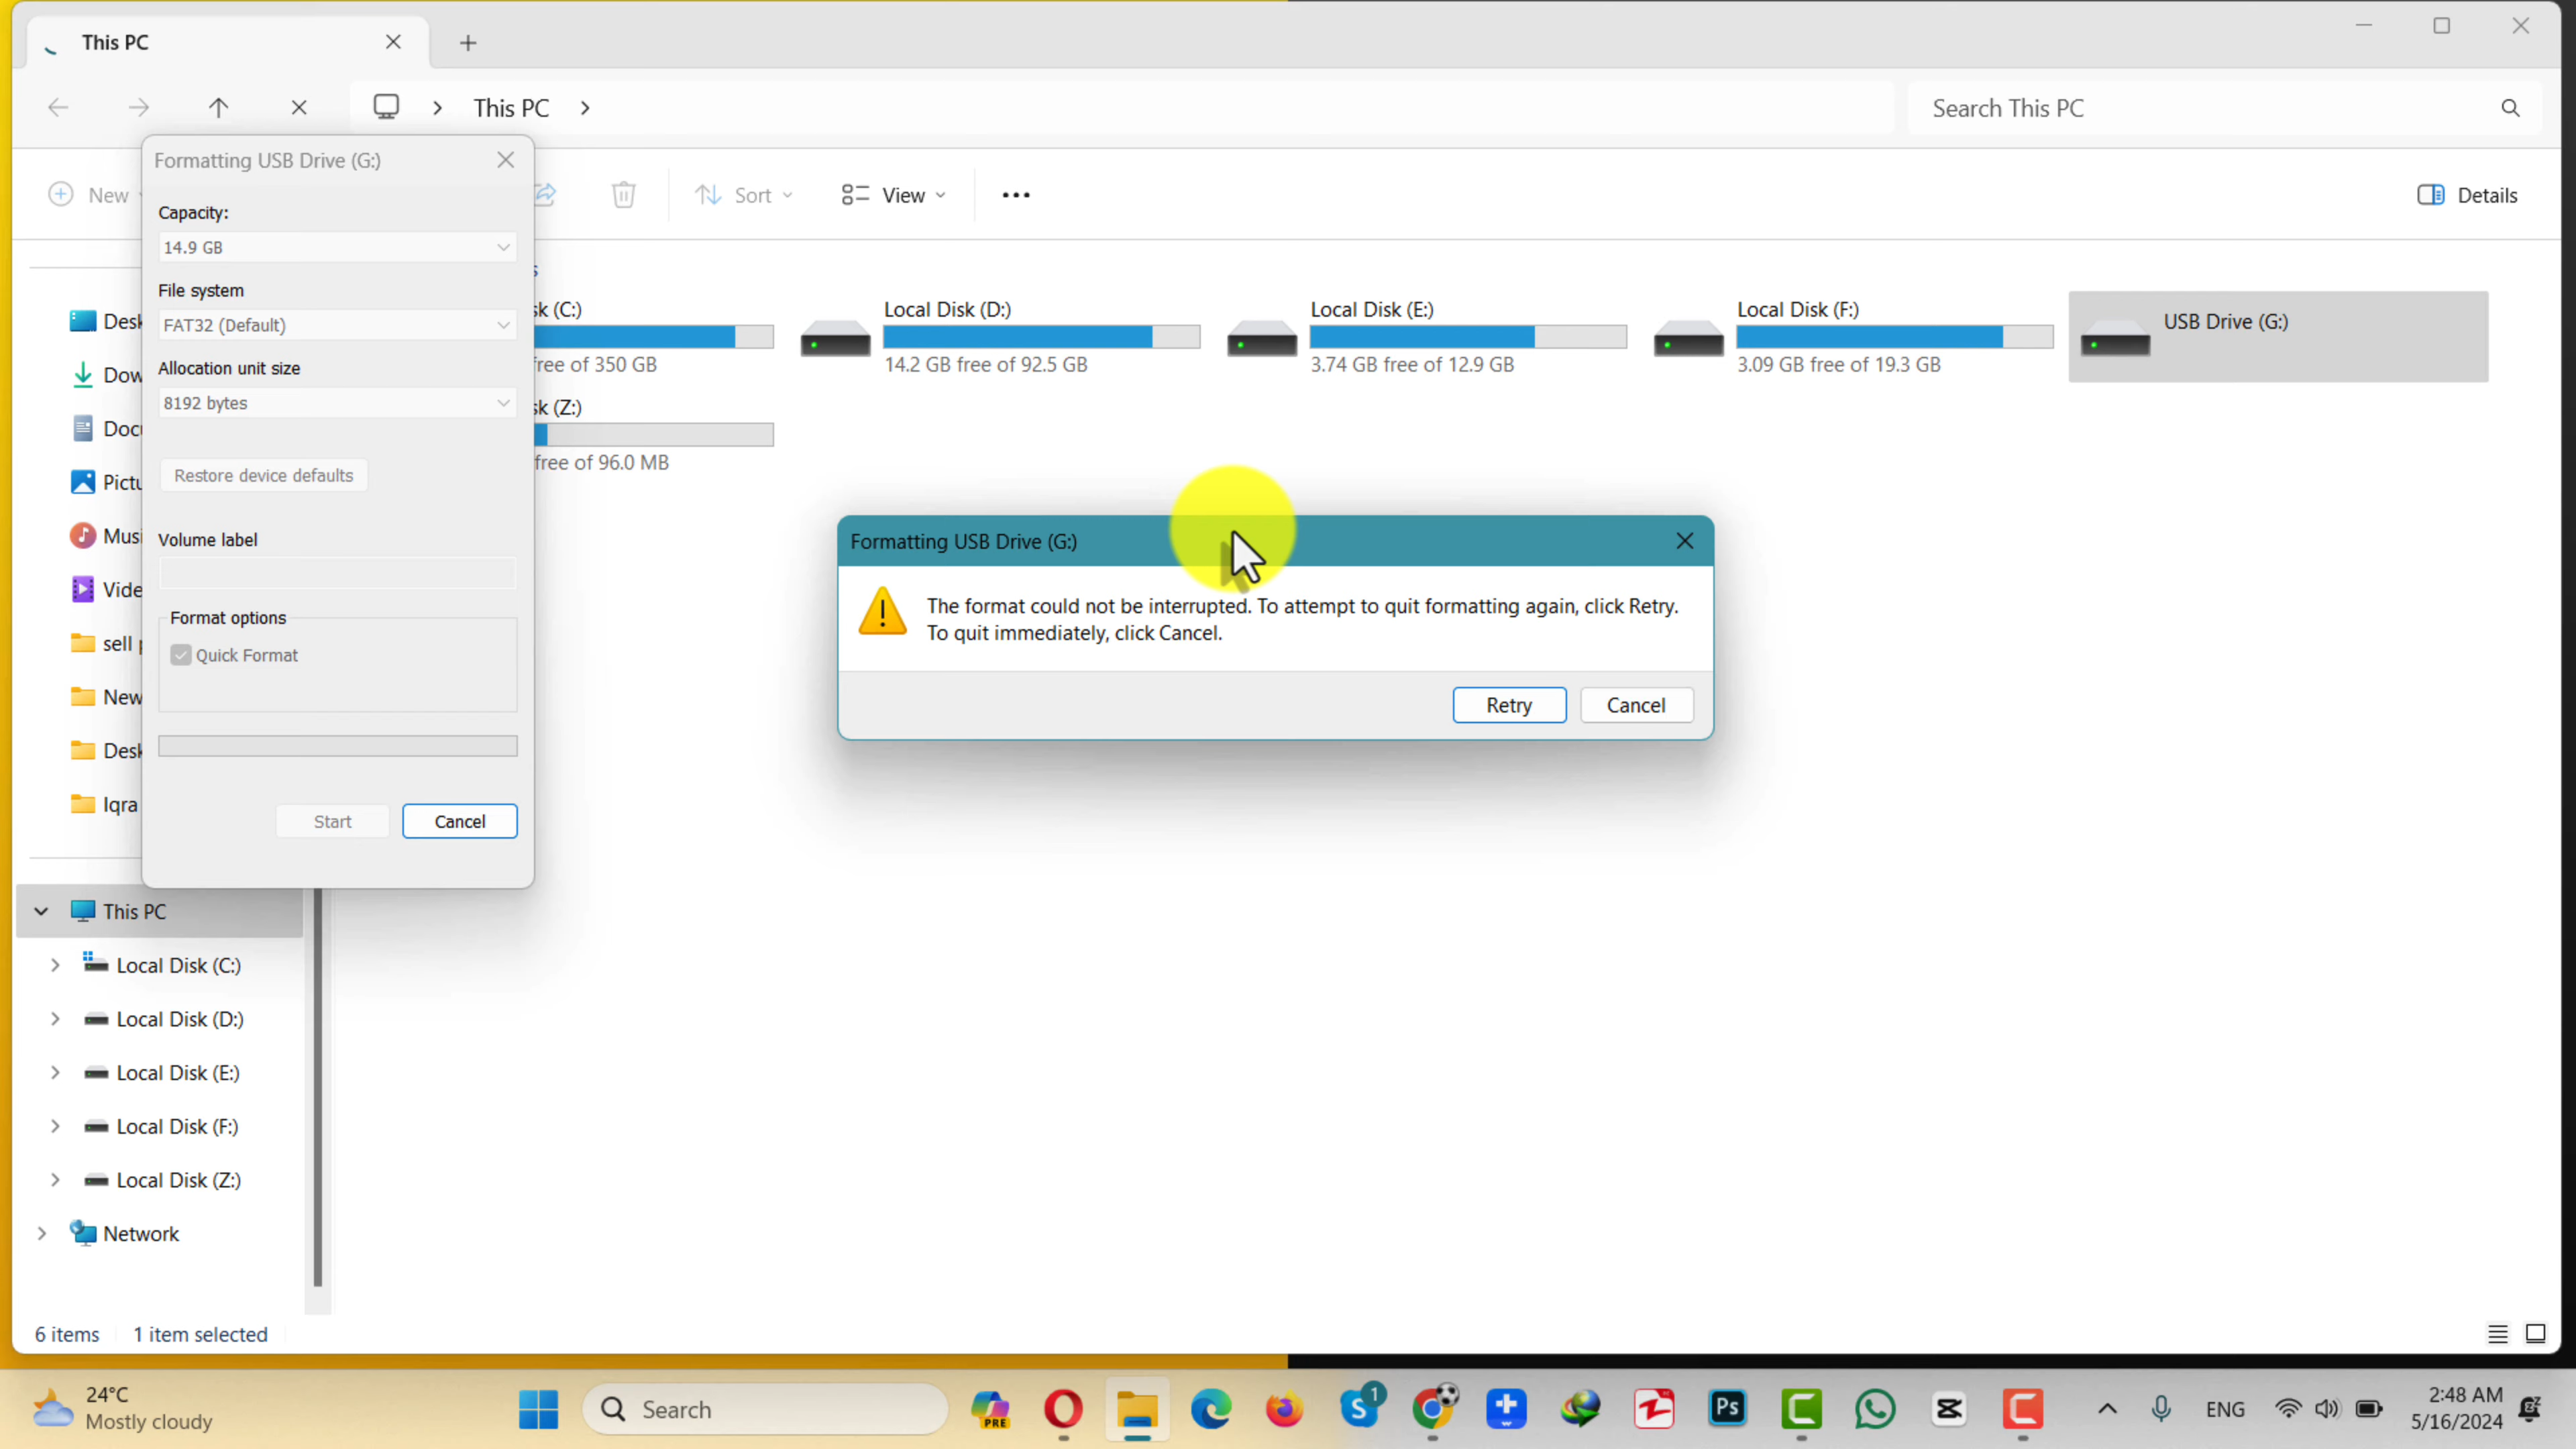 This PC
This PC
Search This PC
New
Sort
View
Details
Formatting USB Drive (G:)
Capacity:
14.9 GB
File system
FAT32 (Default)
Allocation unit size
8192 bytes
Restore device defaults
Volume label
Format options
Quick Format
Start
Cancel
s
sk (C:)
free of 350 GB
Local Disk (D:)
14.2 GB free of 92.5 GB
Local Disk (E:)
3.74 GB free of 12.9 GB
Local Disk (F:)
3.09 GB free of 19.3 GB
USB Drive (G:)
sk (Z:)
free of 96.0 MB
Formatting USB Drive (G:)
The format could not be interrupted. To attempt to quit formatting again, click Retry.
To quit immediately, click Cancel.
Retry
Cancel
Desk
Dow
Docu
Pictu
Musi
Vide
sell p
New
Desk
Iqra
This PC
Local Disk (C:)
Local Disk (D:)
Local Disk (E:)
Local Disk (F:)
Local Disk (Z:)
Network
6 items
1 item selected
24°C
Mostly cloudy
Search
PRE
S
1
Ps
ENG
2:48 AM
5/16/2024